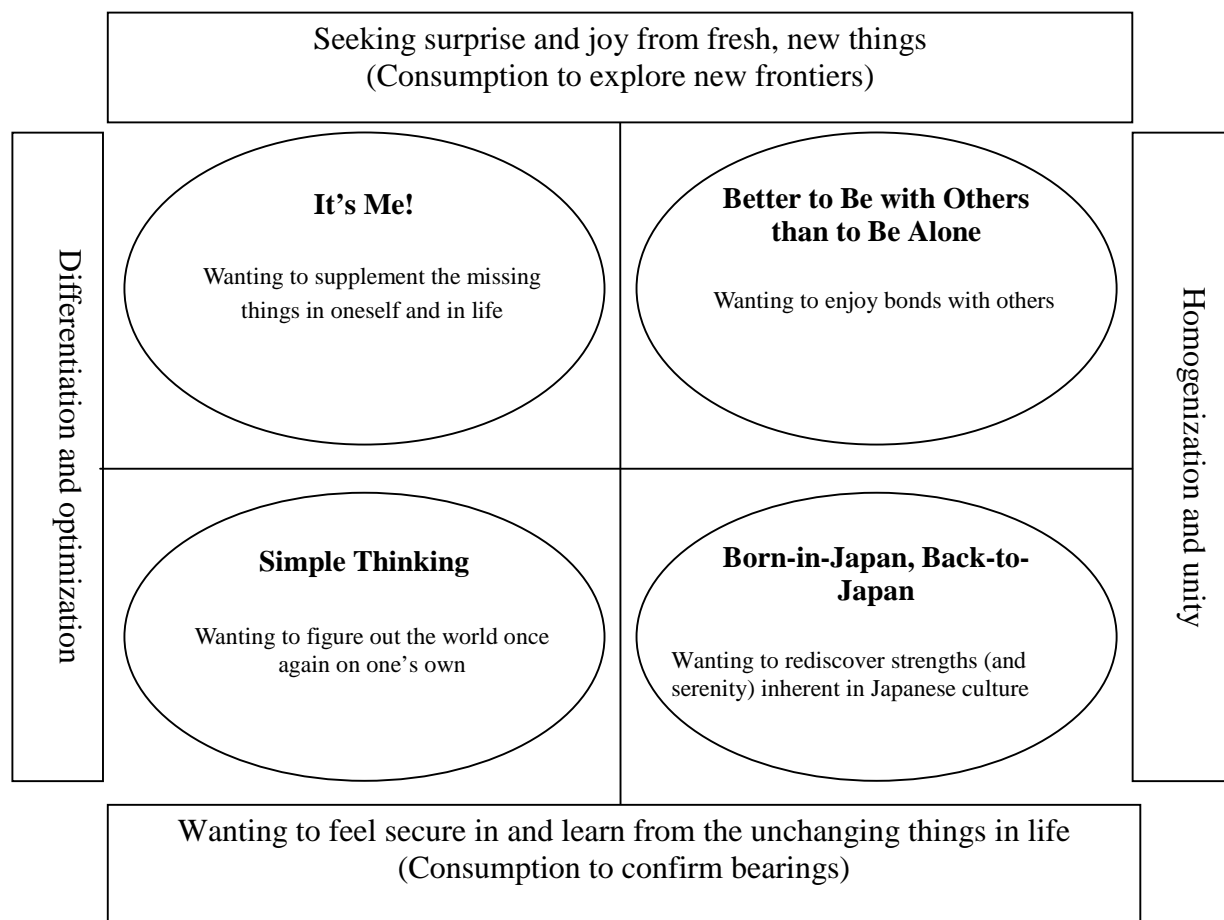 Seeking surprise and joy from fresh, new things
(Consumption to explore new frontiers)
Differentiation and optimization
It's Me!
Wanting to supplement the missing
things in oneself and in life
Better to Be with Others
than to Be Alone
Wanting to enjoy bonds with others
Homogenization and unity
Simple Thinking
Wanting to figure out the world once
again on one's own
Born-in-Japan, Back-to-
Japan
Wanting to rediscover strengths (and
serenity) inherent in Japanese culture
Wanting to feel secure in and learn from the unchanging things in life
(Consumption to confirm bearings)